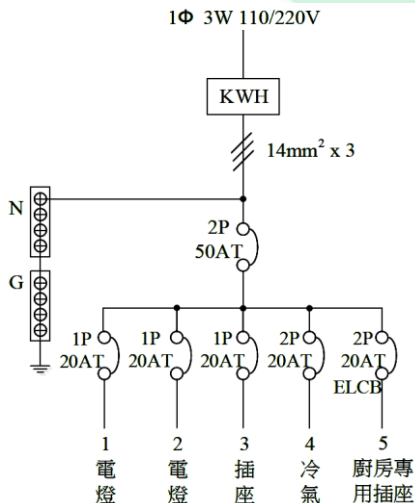 1Φ 3W 110/220V
KWH
14mm² x 3
N
2P
50AT
G
1P 1P 1P 2P 2P
20AT 20AT 20AT 20AT 20AT
ELCB
1 2 3 4 5
電燈 電燈 插座 冷氣 廚房專用插座